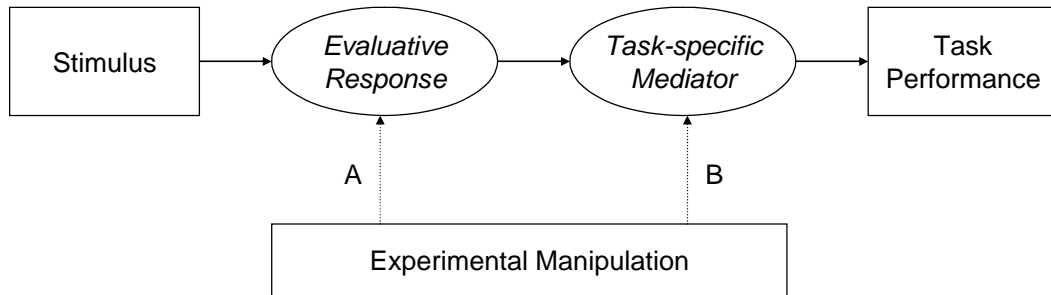 Stimulus
Evaluative
Response
Task-specific
Mediator
Task
Performance
A
B
Experimental Manipulation